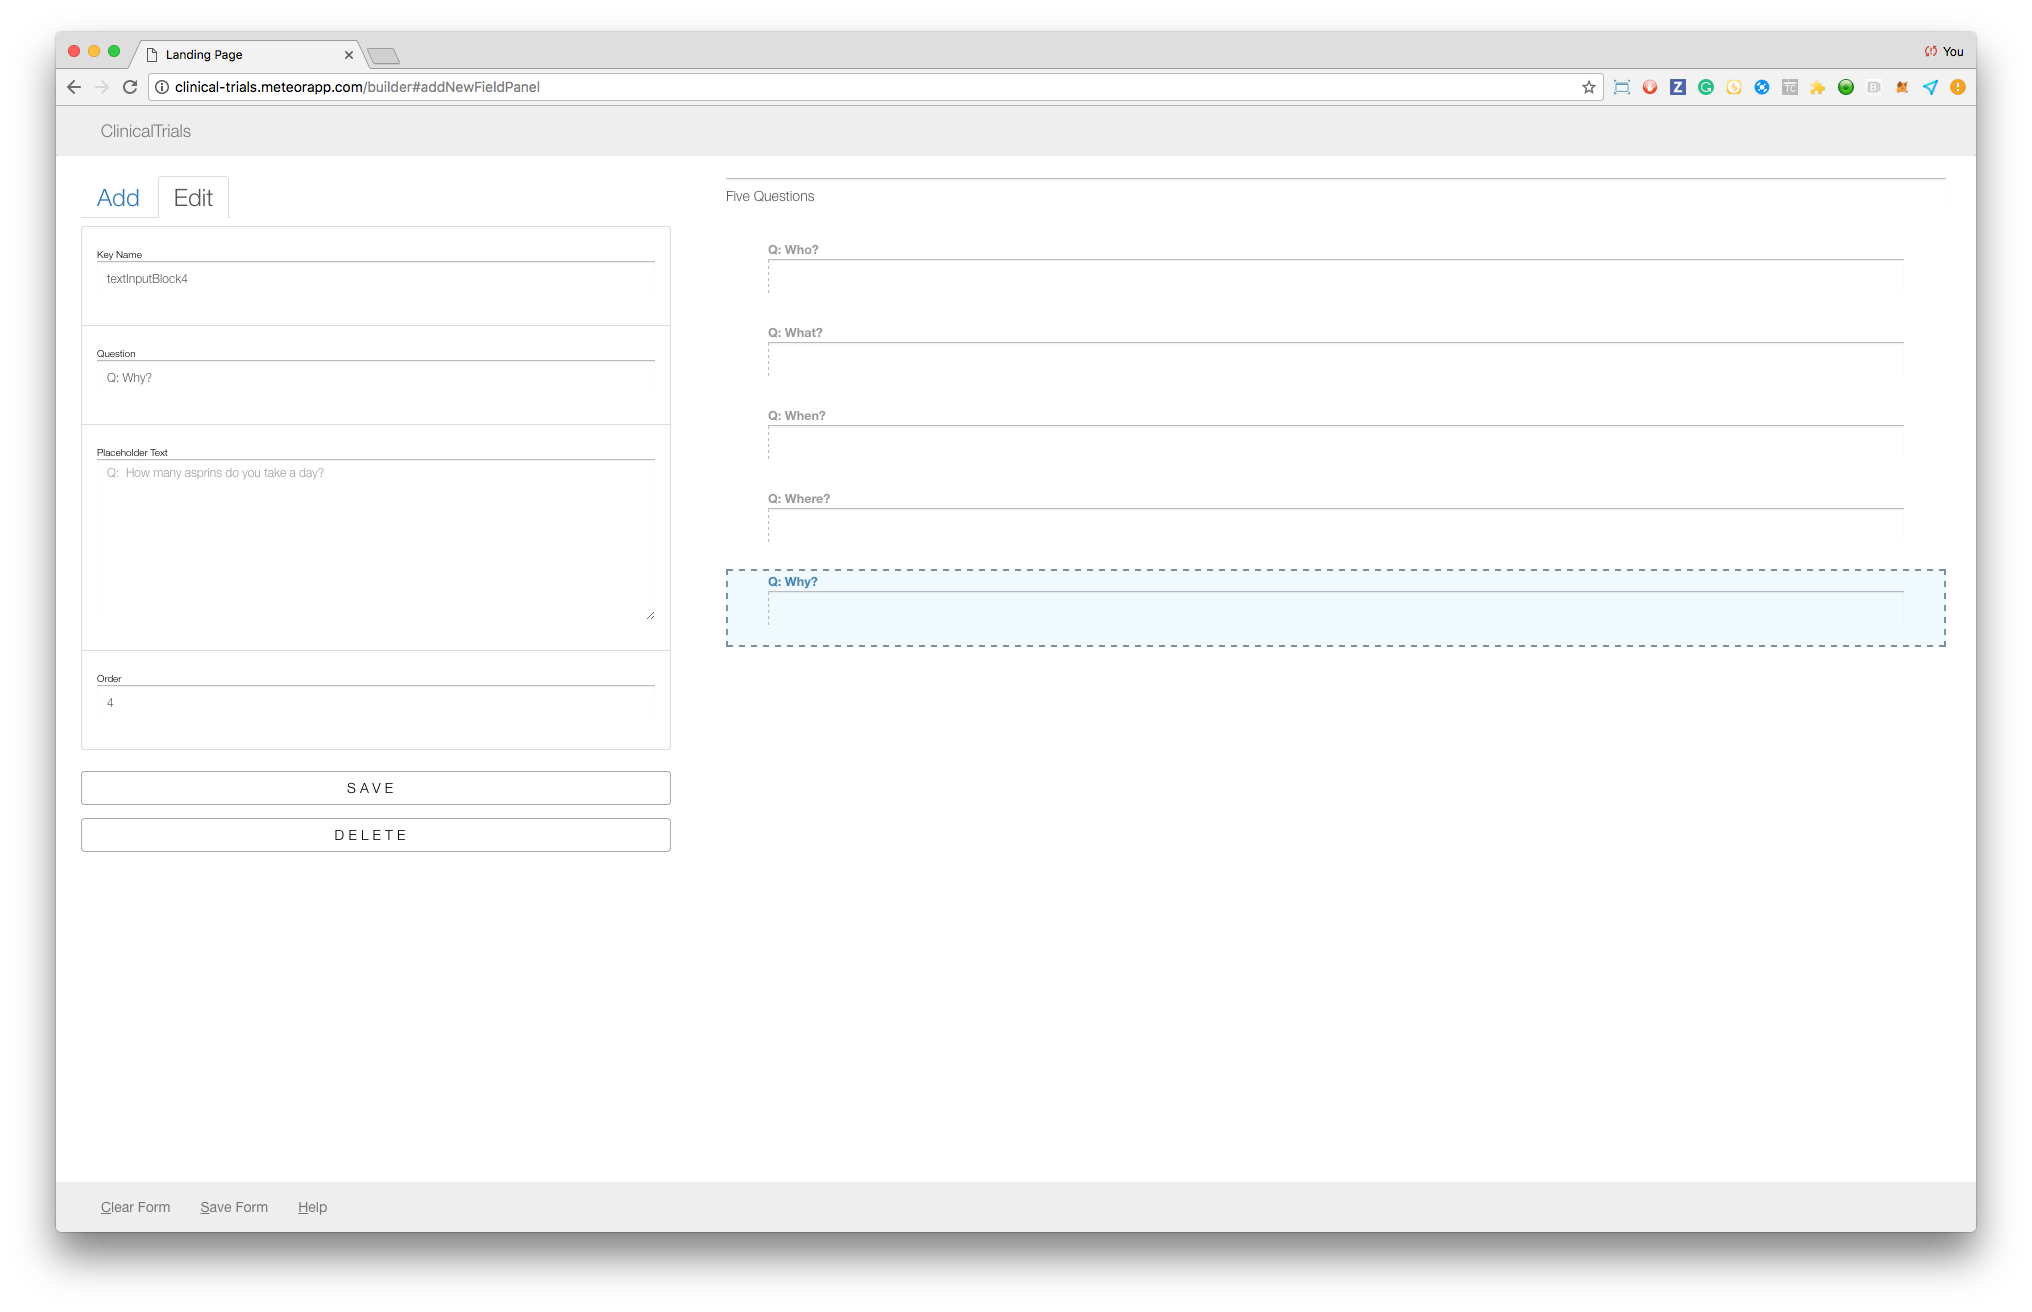 Landing Page
You
clinical-trials.meteorapp.com/builder#addNewFieldPanel
ClinicalTrials
Add
Edit
Key Name
textInputBlock4
Question
Q: Why?
Placeholder Text
Q:  How many asprins do you take a day?
Order
4
SAVE
DELETE
Five Questions
Q: Who?
Q: What?
Q: When?
Q: Where?
Q: Why?
Clear Form
Save Form
Help